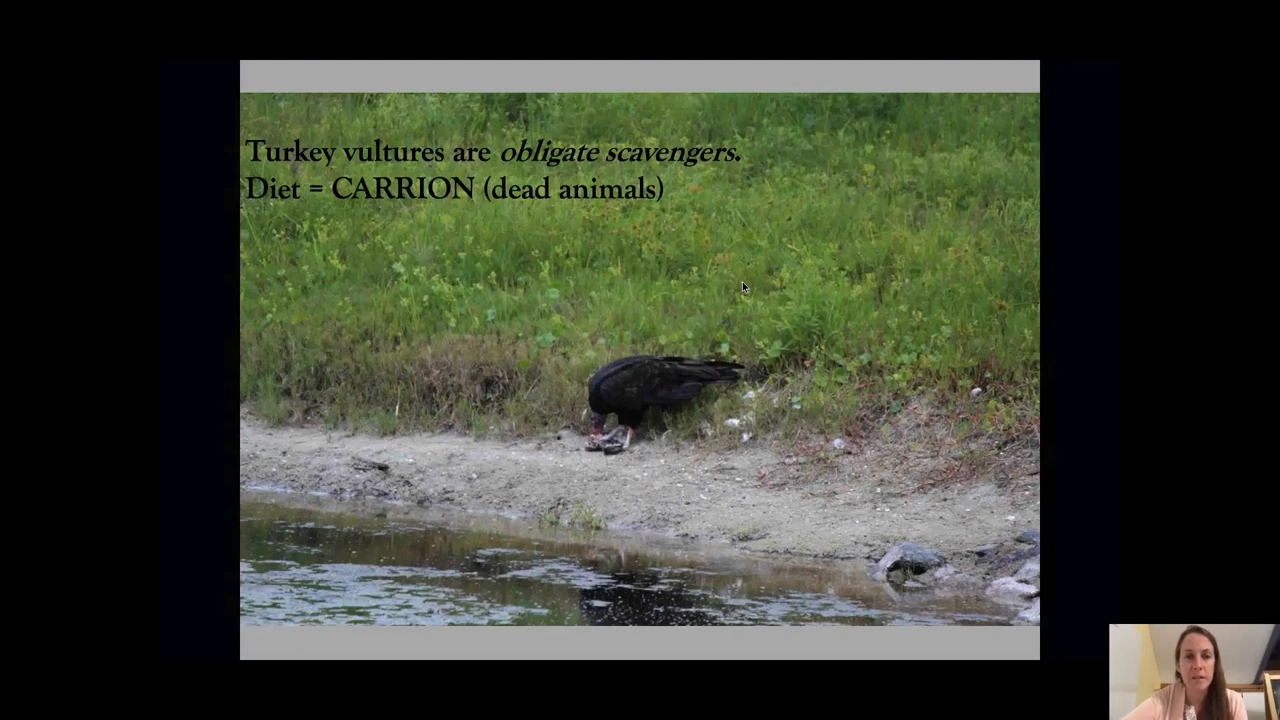 Turkey vultures are obligate scavengers.
Diet = CARRION (dead animals)